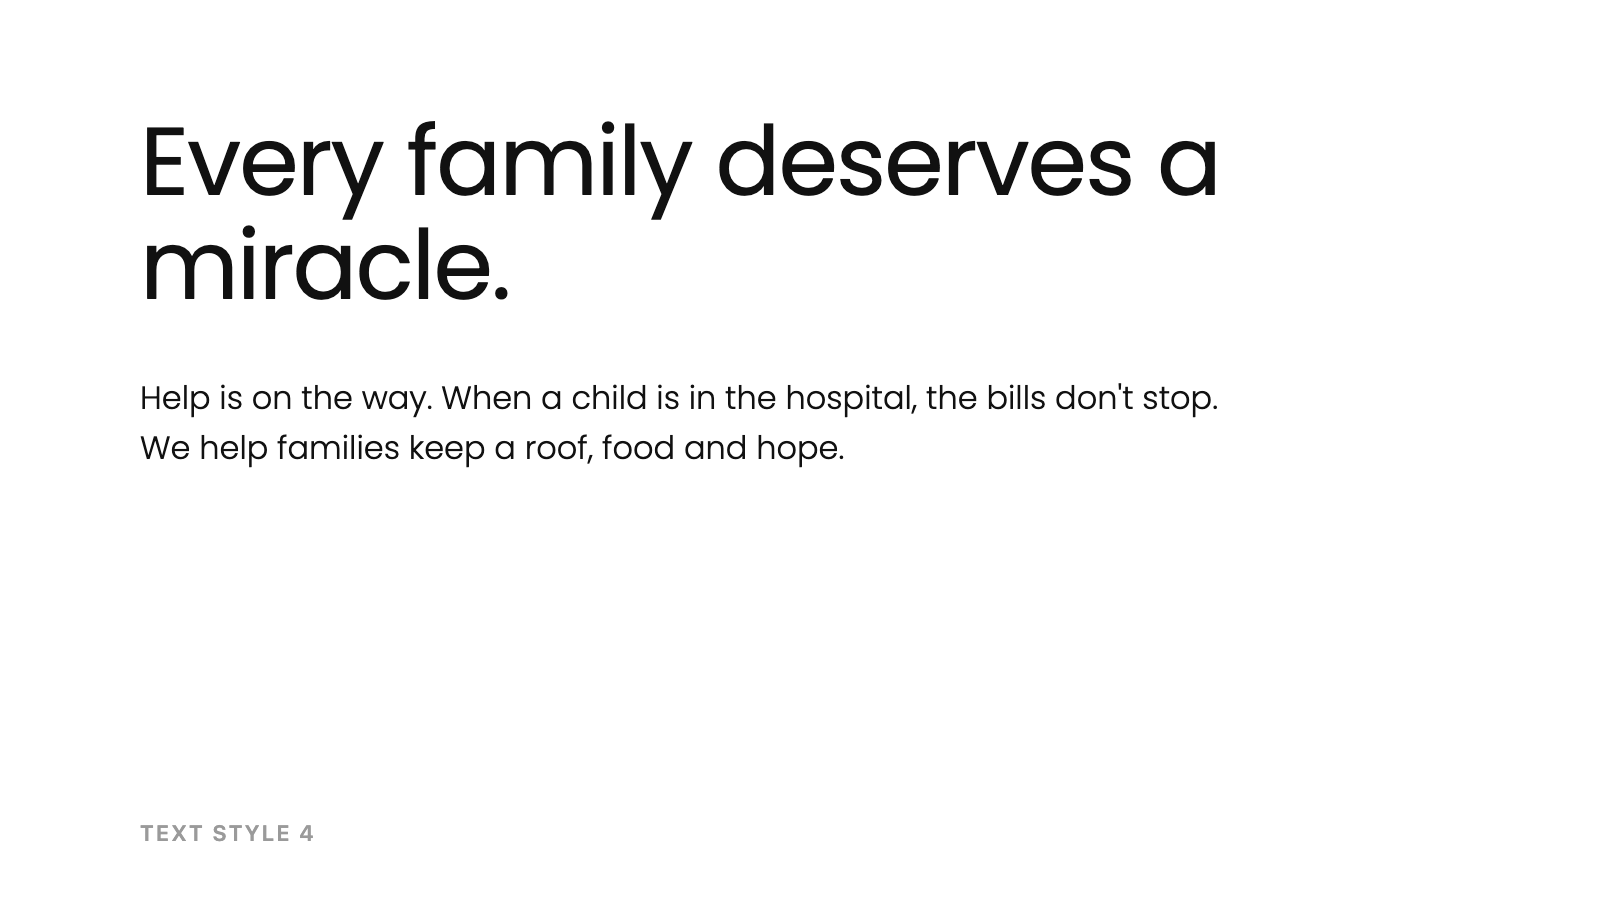 Every family deserves a
miracle.
Help is on the way. When a child is in the hospital, the bills don't stop.
We help families keep a roof, food and hope.
TEXT STYLE 4